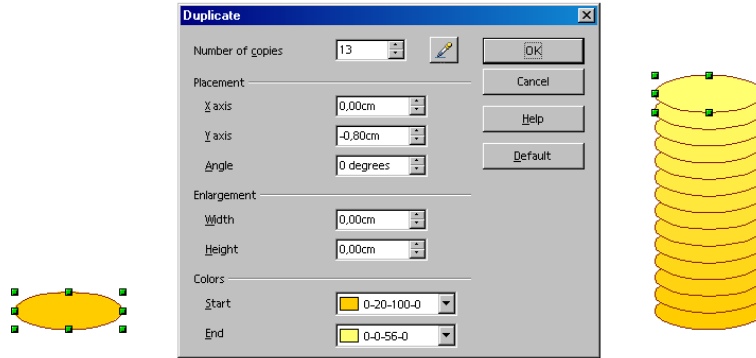 Duplicate
Number of copies 13 OK
Placement Cancel
X axis 0,00cm Help
Y axis -0,80cm
Angle 0 degrees Default
Enlargement
Width 0,00cm
Height 0,00cm
Colors
Start 0-20-100-0
End 0-0-56-0